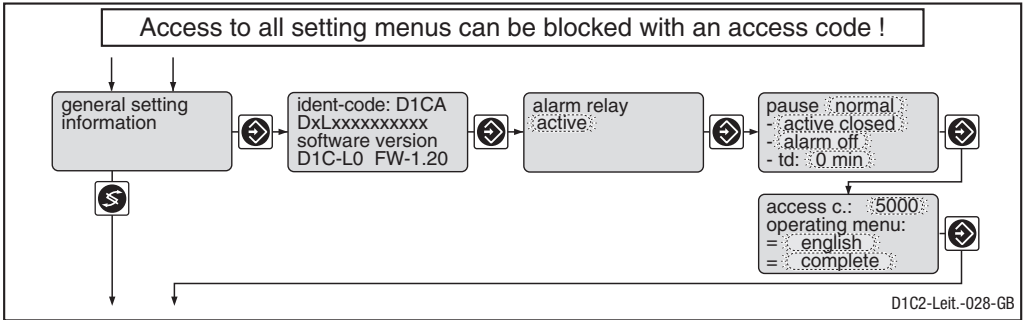 Access to all setting menus can be blocked with an access code !
general setting
information
ident-code: D1CA
DxLxxxxxxxxxx
software version
D1C-L0 FW-1.20
alarm relay
active
pause normal
- active closed
- alarm off
- td: 0 min
access c.: 5000
operating menu:
= english
= complete
D1C2-Leit.-028-GB